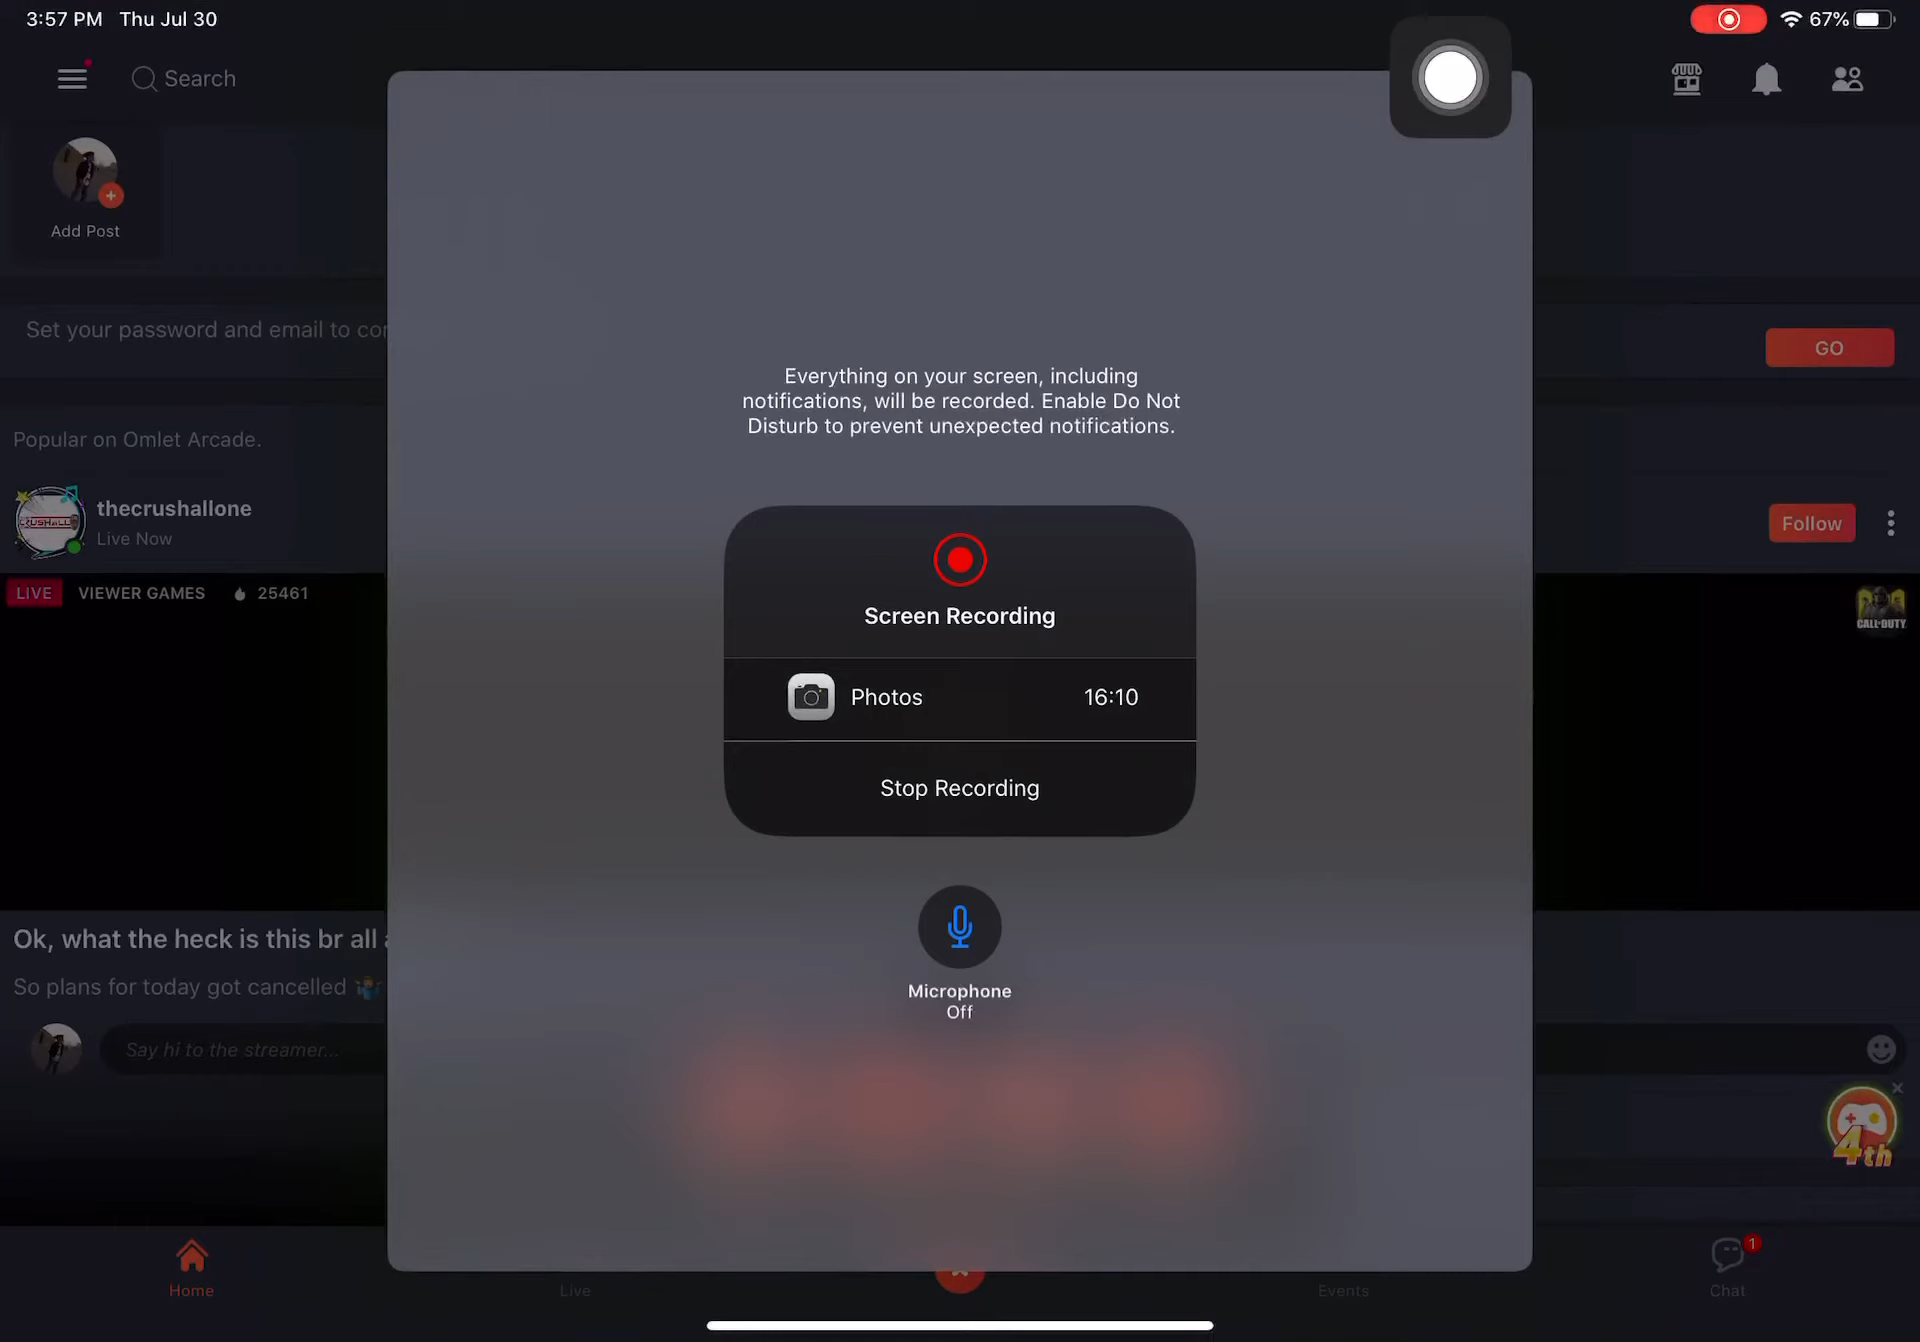 3:57 PM Thu Jul 30
67%
Search
Add Post
Set your password and email to cor
GO
Everything on your screen, including
notifications, will be recorded. Enable Do Not
Disturb to prevent unexpected notifications.
Popular on Omlet Arcade.
thecrushallone
Live Now
Follow
LIVE VIEWER GAMES 25461
CALL OF DUTY
Screen Recording
Photos 16:10
Stop Recording
Ok, what the heck is this br all
So plans for today got cancelled
Microphone
Off
Say hi to the streamer...
4th
1
Home
Live
Events
Chat